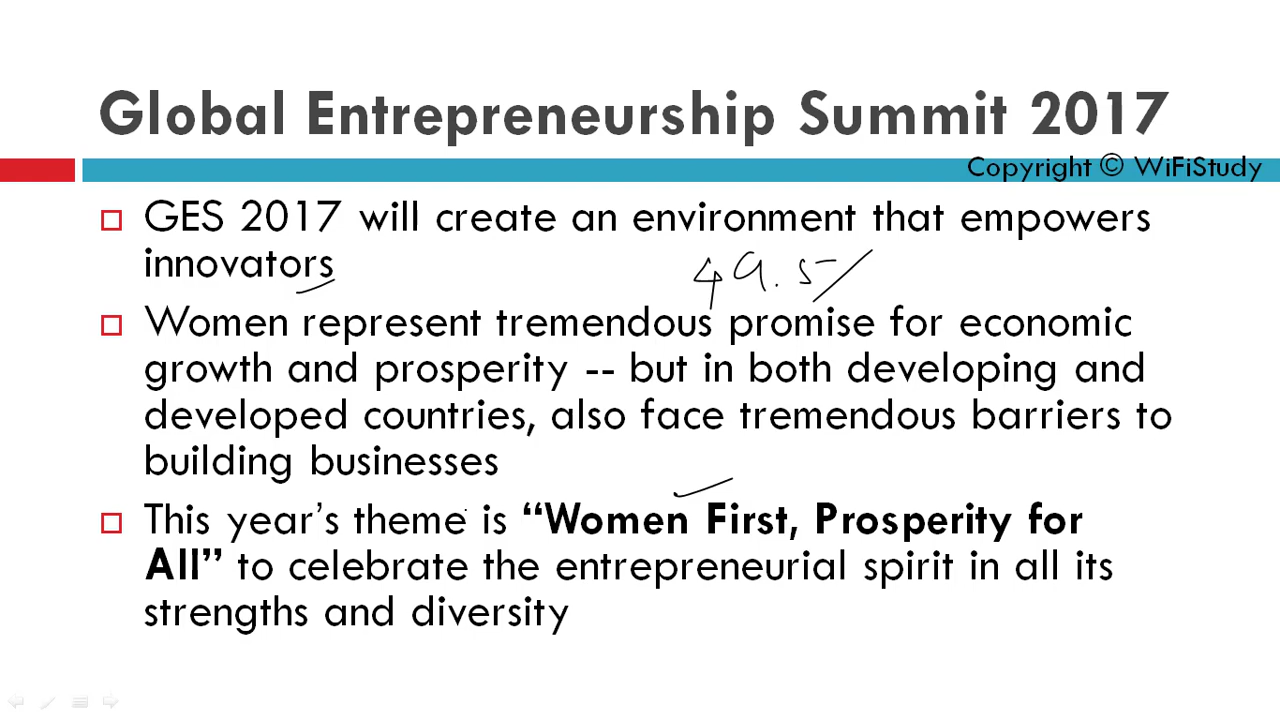 Global Entrepreneurship Summit 2017
Copyright © WiFiStudy
GES 2017 will create an environment that empowers
innovators
49.5%
Women represent tremendous promise for economic
growth and prosperity -- but in both developing and
developed countries, also face tremendous barriers to
building businesses
This year’s theme is “Women First, Prosperity for
All” to celebrate the entrepreneurial spirit in all its
strengths and diversity